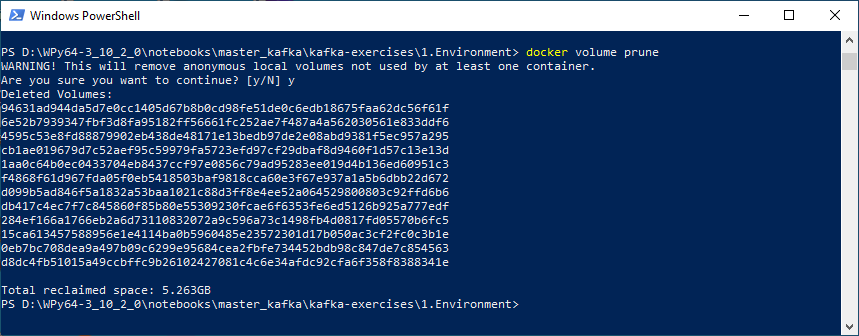 Windows PowerShell
PS D:\WPy64-3_10_2_0\notebooks\master_kafka\kafka-exercises\1.Environment> docker volume prune
WARNING! This will remove anonymous local volumes not used by at least one container.
Are you sure you want to continue? [y/N] y
Deleted Volumes:
94631ad944da5d7e0cc1405d67b8b0cd98fe51de0c6edb18675faa62dc56f61f
6e52b7939347fbf3d8fa95182ff56661fc252ae7f487a4a562030561e833ddf6
4595c53e8fd88879902eb438de48171e13bedb97de2e08abd9381f5ec957a295
cb1ae019679d7c52aef95c59979fa5723efd97cf29dbaf8d9460f1d57c13e13d
1aa0c64b0ec0433704eb8437ccf97e0856c79ad95283ee019d4b136ed60951c3
f4868f61d967fda05f0eb5418503baf9818cca60e3f67e937a1a5b6dbb22d672
d099b5ad846f5a1832a53baa1021c88d3ff8e4ee52a064529800803c92ffd6b6
db417c4ec7f7c845860f85b80e55309230fcae6f6353fe6ed5126b925a777edf
284ef166a1766eb2a6d73110832072a9c596a73c1498fb4d0817fd05570b6fc5
15ca613457588956e1e4114ba0b5960485e23572301d17b050ac3cf2fc0c3b1e
0eb7bc708dea9a497b09c6299e95684cea2fbfe734452bdb98c847de7c854563
d8dc4fb51015a49ccbffc9b26102427081c4c6e34afdc92cfa6f358f8388341e
Total reclaimed space: 5.263GB
PS D:\WPy64-3_10_2_0\notebooks\master_kafka\kafka-exercises\1.Environment>